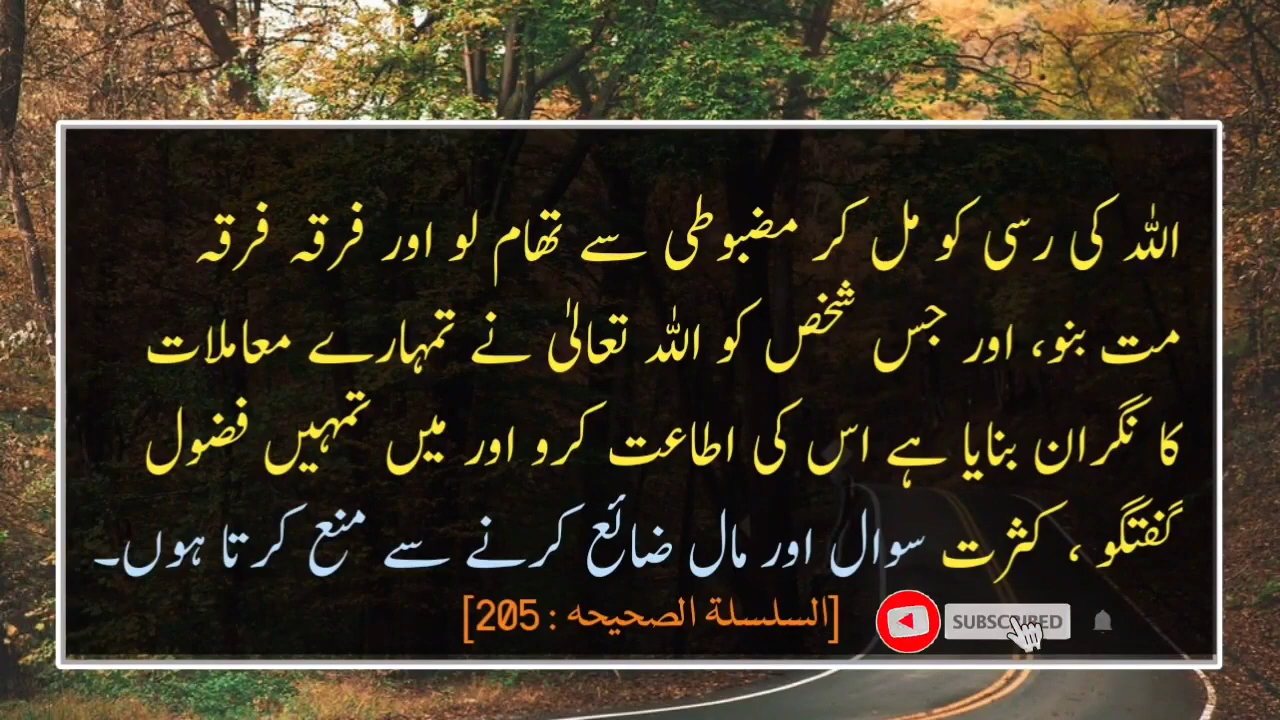 اللہ کی رسی کو مل کر مضبوطی سے تھام لو اور فرقہ فرقہ
مت بنو، اور جس شخص کو اللہ تعالیٰ نے تمہارے معاملات
کا نگران بنایا ہے اس کی اطاعت کرو اور میں تمہیں فضول
گفتگو ، کثرت سوال اور مال ضائع کرنے سے منع کرتا ہوں۔
[السلسلة الصحیحه : 205]
SUBSCRIBED